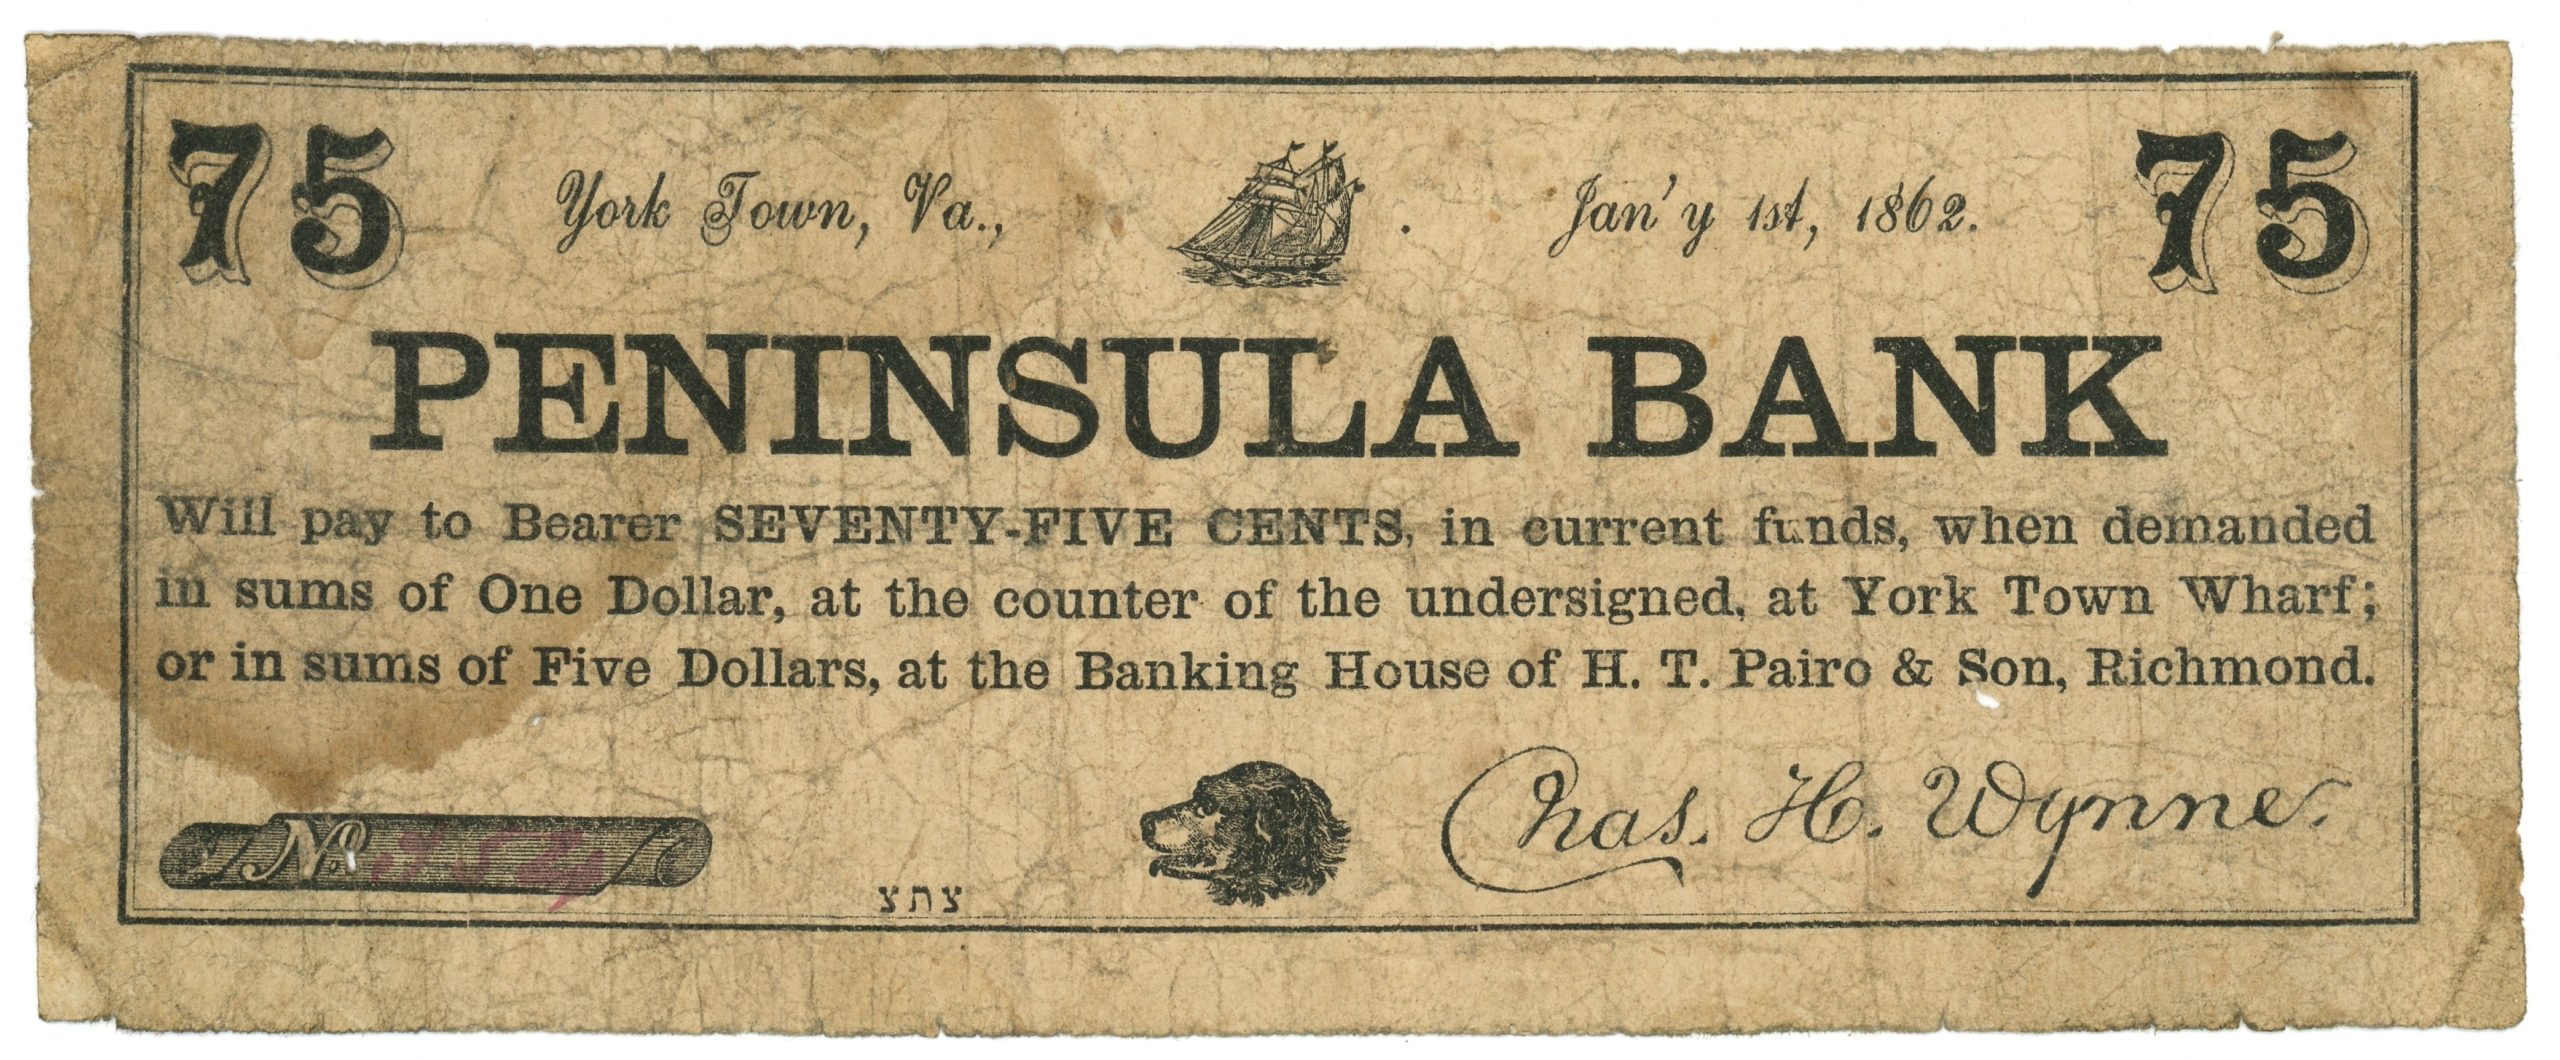 75 York Town, Va., . Jan'y 1st, 1862. 75
PENINSULA BANK
Will pay to Bearer SEVENTY-FIVE CENTS, in current funds, when demanded
in sums of One Dollar, at the counter of the undersigned, at York Town Wharf;
or in sums of Five Dollars, at the Banking House of H. T. Pairo & Son, Richmond.
Chas. H. Wynne.
No
צתצ